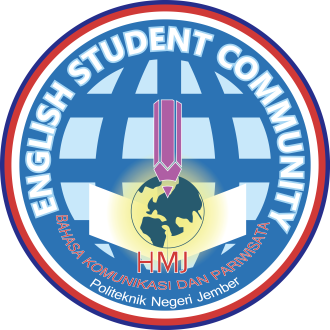 ENGLISH STUDENT COMMUNITY
HMJ
BAHASA KOMUNIKASI DAN PARIWISATA
Politeknik Negeri Jember